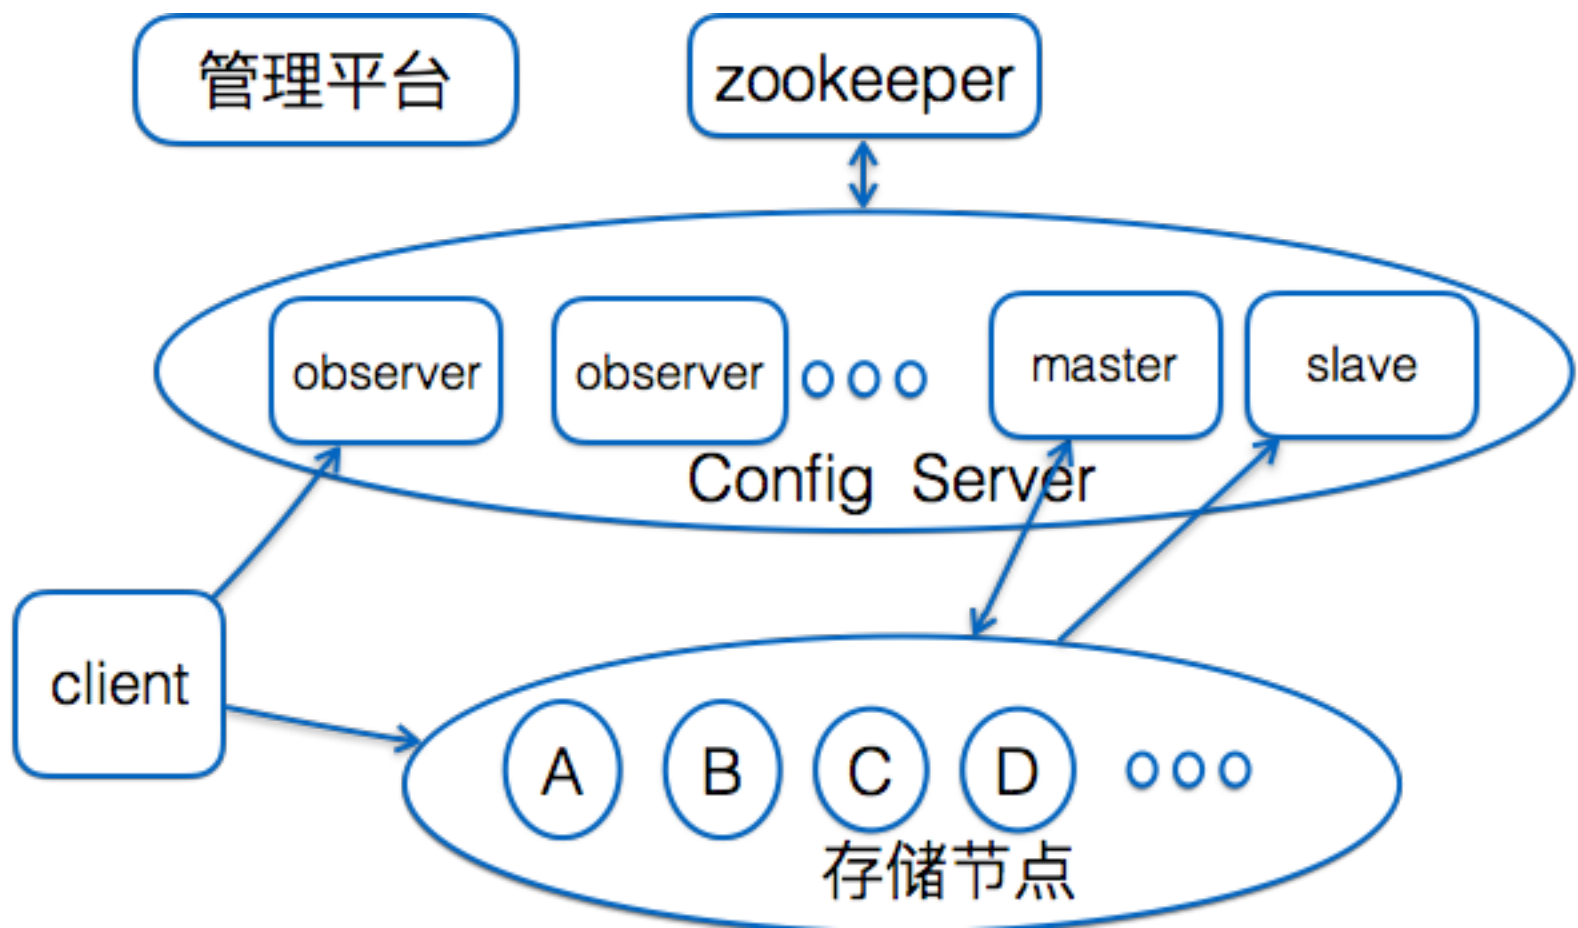 管理平台
zookeeper
observer
observer
master
slave
Config Server
client
A
B
C
D
存储节点